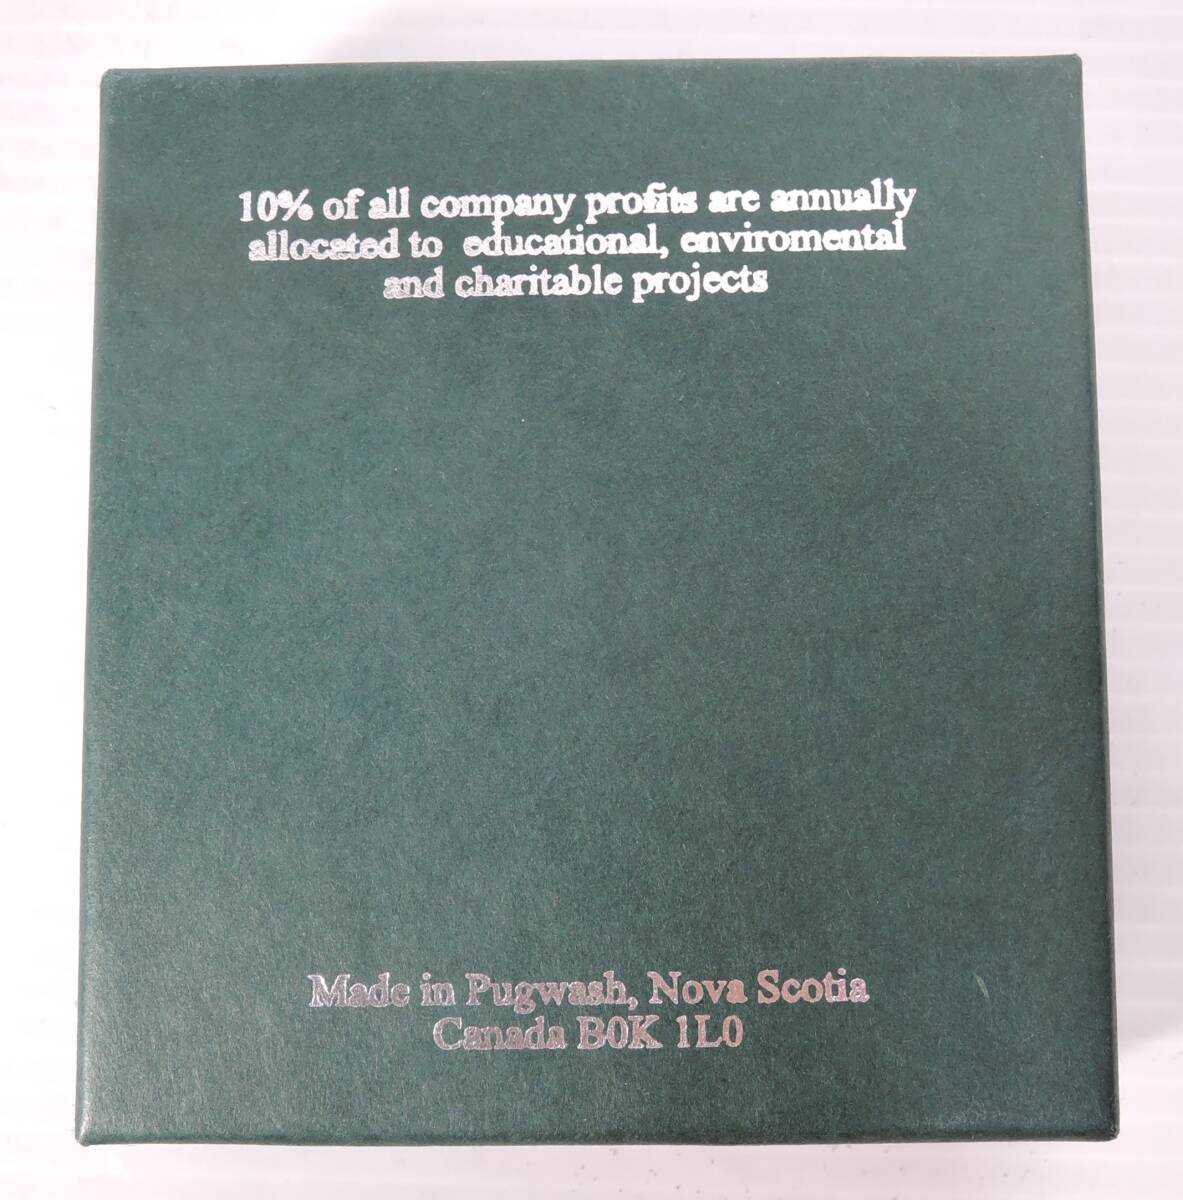 10% of all company profits are annually
allocated to educational, enviromental
and charitable projects
Made in Pugwash, Nova Scotia
Canada B0K 1L0